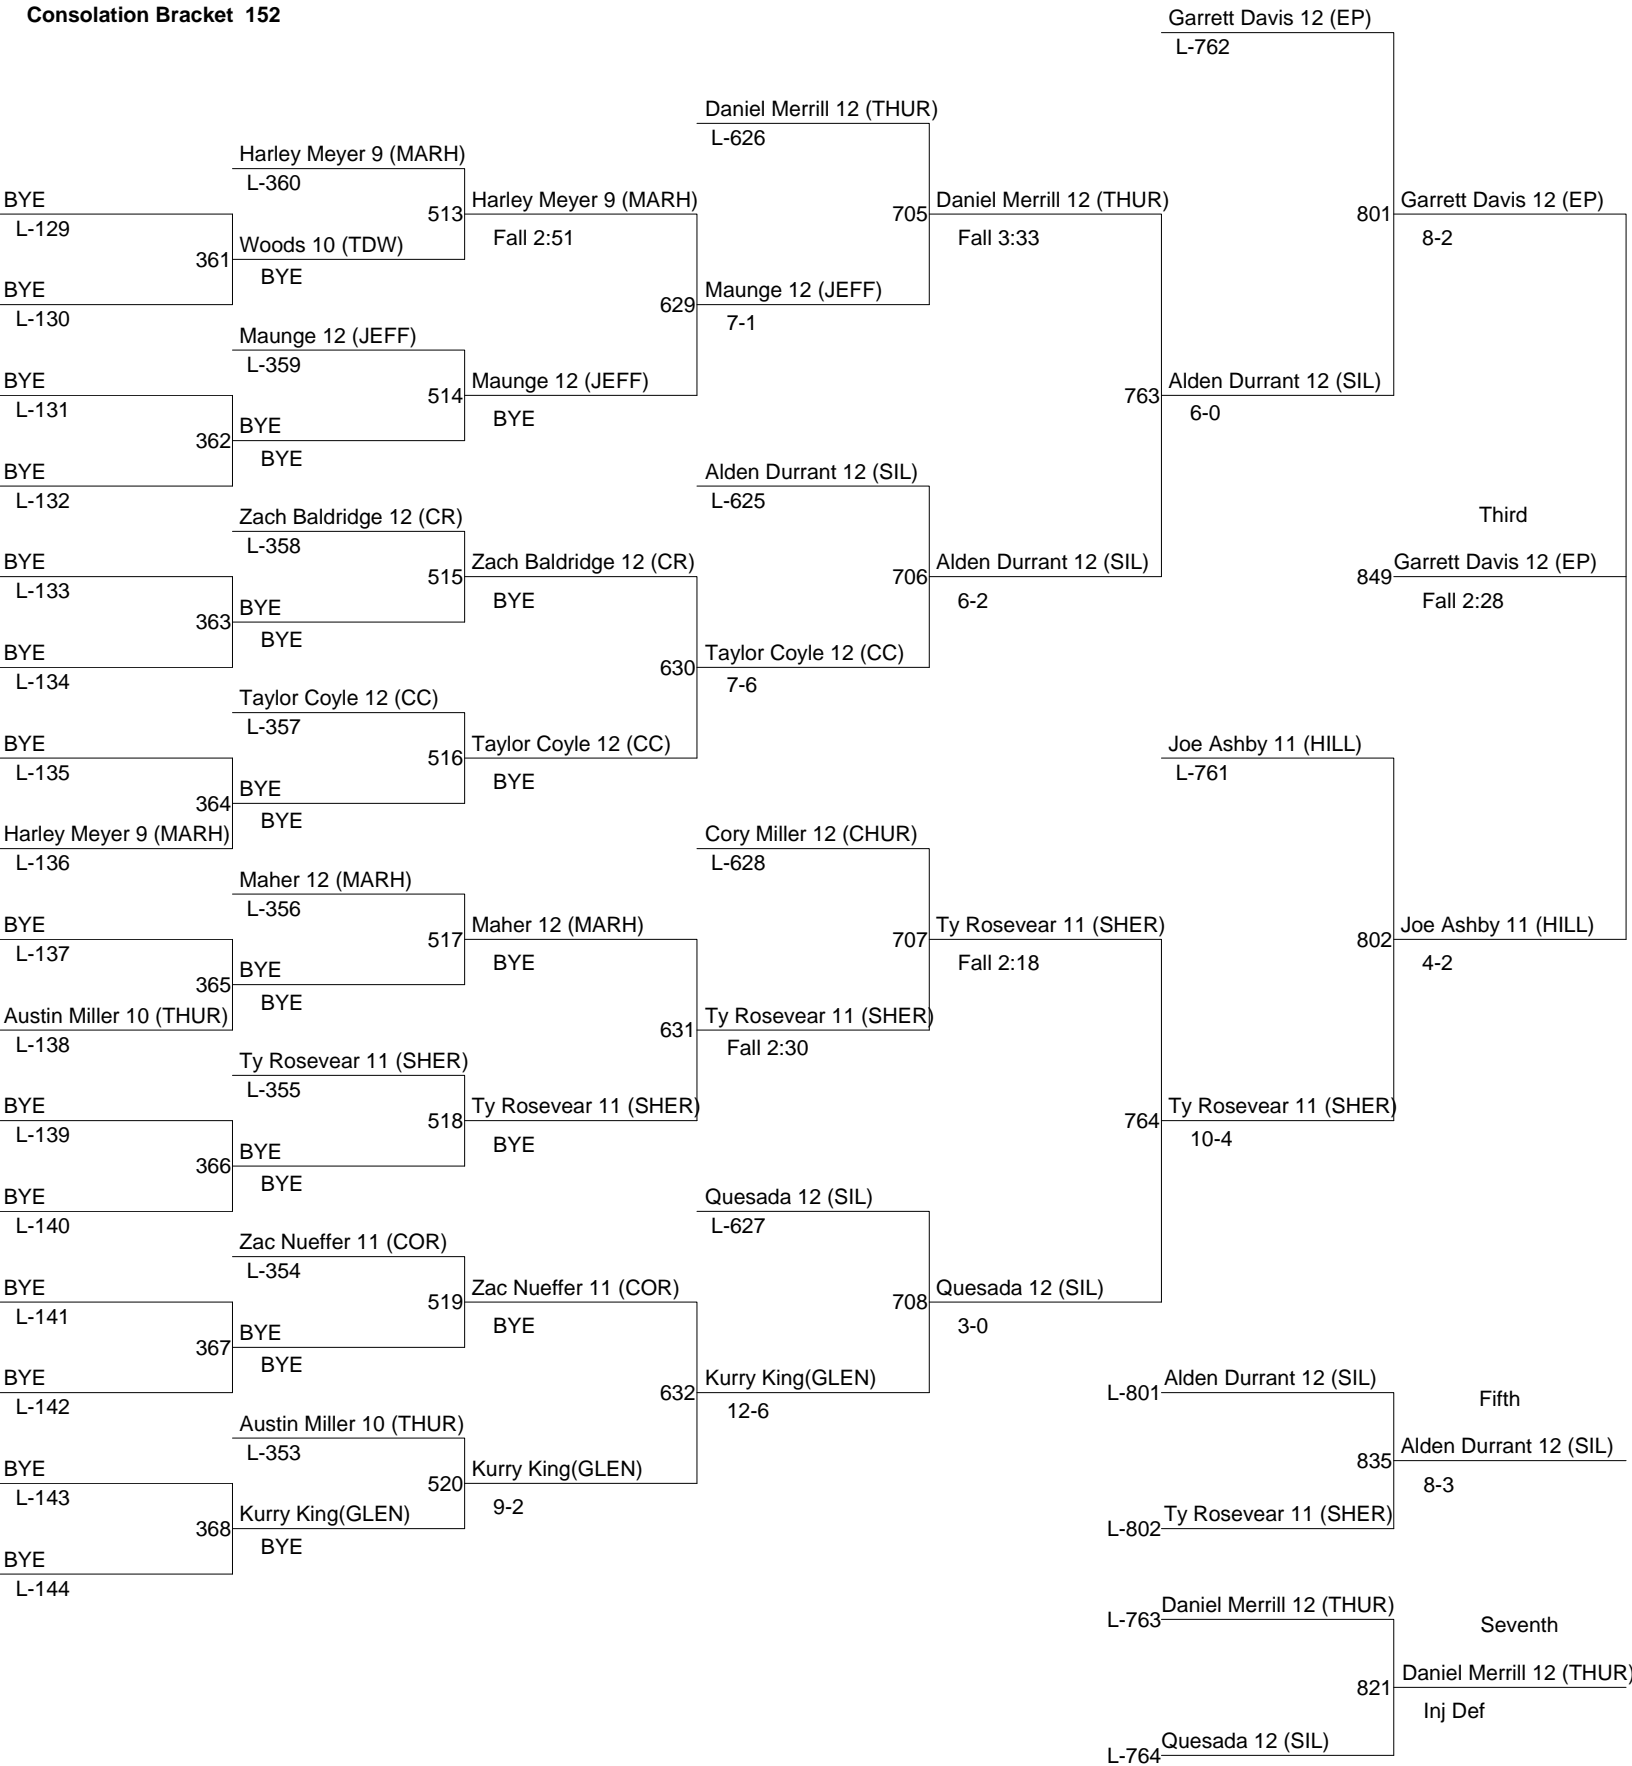 Consolation Bracket 152
Garrett Davis 12 (EP)
L-762
Daniel Merrill 12 (THUR)
L-626
Harley Meyer 9 (MARH)
L-360
BYE
513
Harley Meyer 9 (MARH)
705
Daniel Merrill 12 (THUR)
801
Garrett Davis 12 (EP)
L-129
Fall 2:51
Fall 3:33
8-2
361
Woods 10 (TDW)
BYE
BYE
629
Maunge 12 (JEFF)
L-130
7-1
Maunge 12 (JEFF)
L-359
BYE
514
Maunge 12 (JEFF)
763
Alden Durrant 12 (SIL)
L-131
BYE
6-0
362
BYE
BYE
BYE
Alden Durrant 12 (SIL)
L-132
L-625
Zach Baldridge 12 (CR)
Third
L-358
BYE
515
Zach Baldridge 12 (CR)
706
Alden Durrant 12 (SIL)
849
Garrett Davis 12 (EP)
L-133
BYE
6-2
Fall 2:28
363
BYE
BYE
BYE
630
Taylor Coyle 12 (CC)
L-134
7-6
Taylor Coyle 12 (CC)
L-357
BYE
516
Taylor Coyle 12 (CC)
Joe Ashby 11 (HILL)
L-135
BYE
L-761
364
BYE
BYE
Harley Meyer 9 (MARH)
Cory Miller 12 (CHUR)
L-136
L-628
Maher 12 (MARH)
L-356
BYE
517
Maher 12 (MARH)
707
Ty Rosevear 11 (SHER)
802
Joe Ashby 11 (HILL)
L-137
BYE
Fall 2:18
4-2
365
BYE
BYE
Austin Miller 10 (THUR)
631
Ty Rosevear 11 (SHER)
L-138
Fall 2:30
Ty Rosevear 11 (SHER)
L-355
BYE
518
Ty Rosevear 11 (SHER)
764
Ty Rosevear 11 (SHER)
L-139
BYE
10-4
366
BYE
BYE
BYE
Quesada 12 (SIL)
L-140
L-627
Zac Nueffer 11 (COR)
L-354
BYE
519
Zac Nueffer 11 (COR)
708
Quesada 12 (SIL)
L-141
BYE
3-0
367
BYE
BYE
BYE
632
Kurry King(GLEN)
L-801
Alden Durrant 12 (SIL)
L-142
12-6
Fifth
Austin Miller 10 (THUR)
L-353
835
Alden Durrant 12 (SIL)
BYE
520
Kurry King(GLEN)
8-3
L-143
9-2
368
Kurry King(GLEN)
L-802
Ty Rosevear 11 (SHER)
BYE
BYE
L-144
L-763
Daniel Merrill 12 (THUR)
Seventh
821
Daniel Merrill 12 (THUR)
Inj Def
L-764
Quesada 12 (SIL)